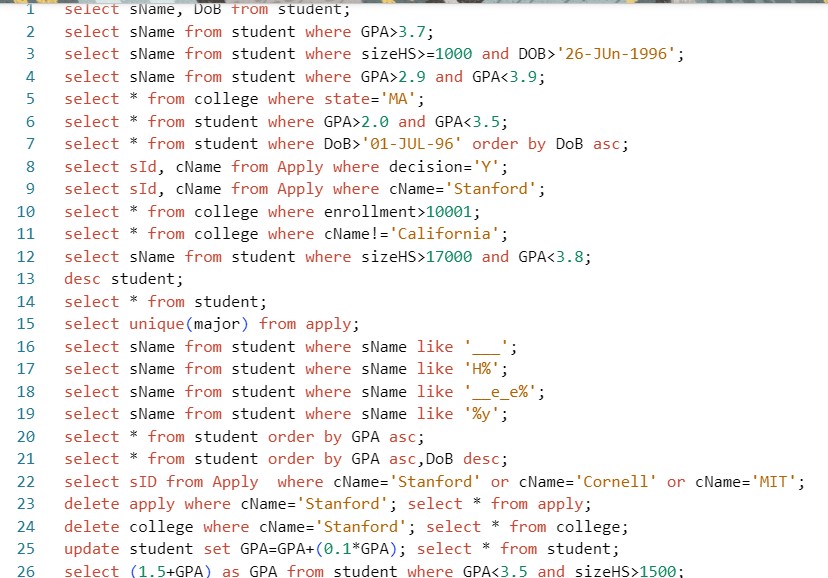 1 select sName, DoB from student;
2 select sName from student where GPA>3.7;
3 select sName from student where sizeHS>=1000 and DOB>'26-JUn-1996';
4 select sName from student where GPA>2.9 and GPA<3.9;
5 select * from college where state='MA';
6 select * from student where GPA>2.0 and GPA<3.5;
7 select * from student where DoB>'01-JUL-96' order by DoB asc;
8 select sId, cName from Apply where decision='Y';
9 select sId, cName from Apply where cName='Stanford';
10 select * from college where enrollment>10001;
11 select * from college where cName!='California';
12 select sName from student where sizeHS>17000 and GPA<3.8;
13 desc student;
14 select * from student;
15 select unique(major) from apply;
16 select sName from student where sName like '___';
17 select sName from student where sName like 'H%';
18 select sName from student where sName like '__e_e%';
19 select sName from student where sName like '%y';
20 select * from student order by GPA asc;
21 select * from student order by GPA asc,DoB desc;
22 select sID from Apply  where cName='Stanford' or cName='Cornell' or cName='MIT';
23 delete apply where cName='Stanford'; select * from apply;
24 delete college where cName='Stanford'; select * from college;
25 update student set GPA=GPA+(0.1*GPA); select * from student;
26 select (1.5+GPA) as GPA from student where GPA<3.5 and sizeHS>1500;